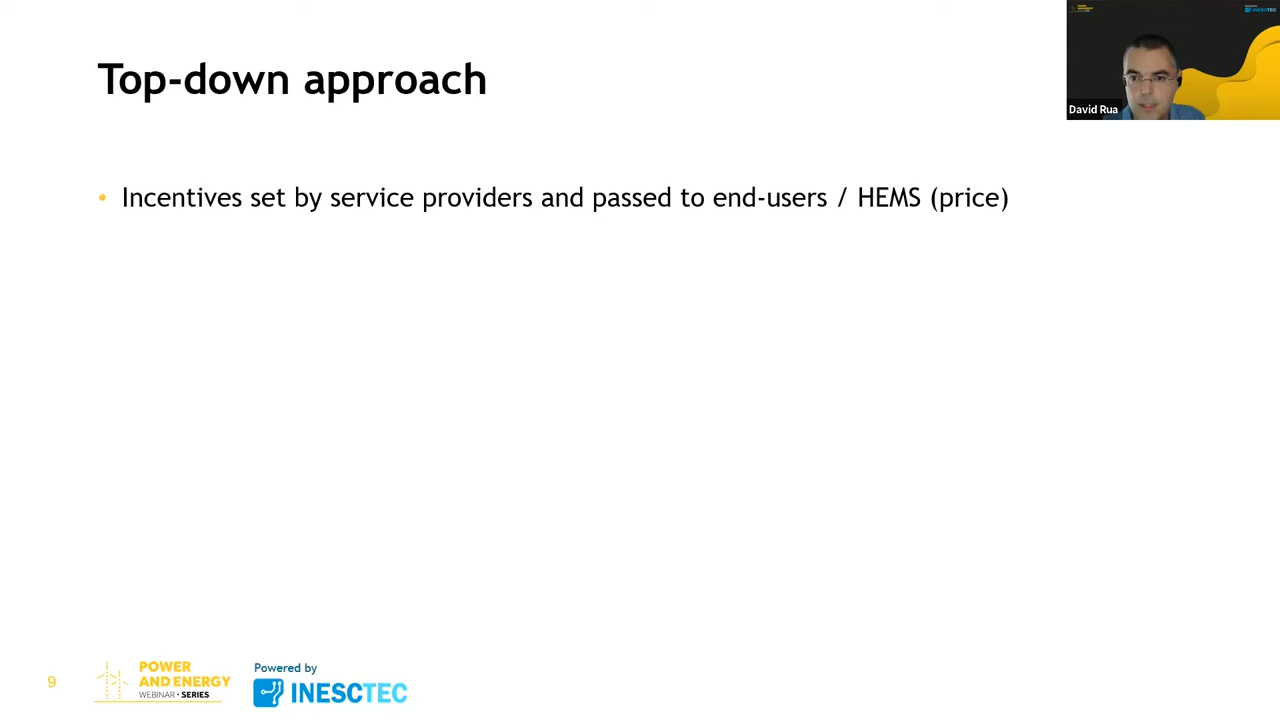 Top-down approach
David Rua
• Incentives set by service providers and passed to end-users / HEMS (price)
9
POWER
AND ENERGY
WEBINAR • SERIES
Powered by
INESCTEC
INESCTEC